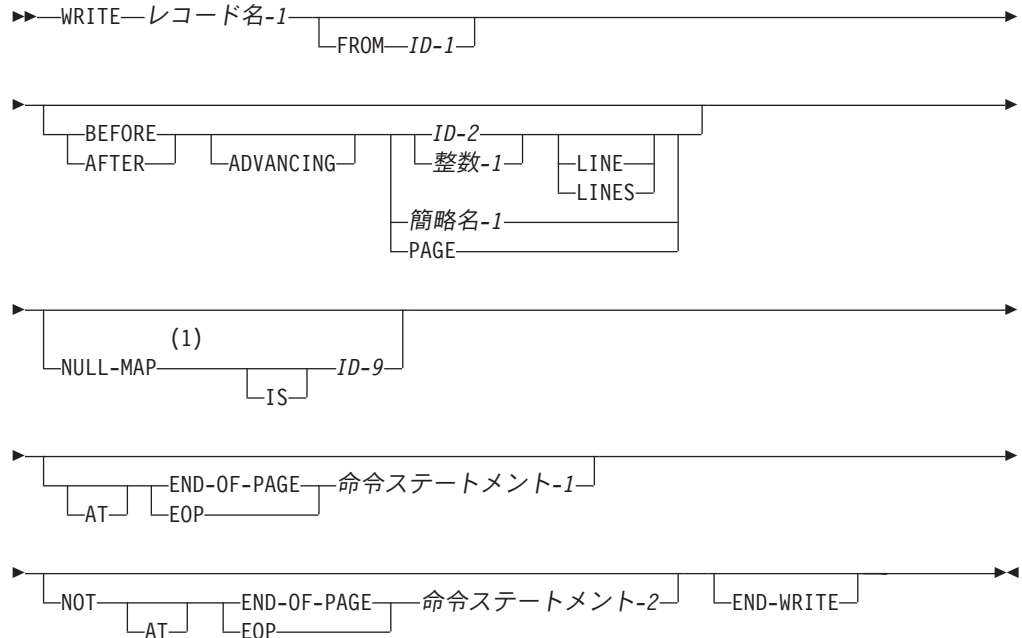 WRITE レコード名-1
FROM ID-1
BEFORE ID-2
AFTER ADVANCING 整数-1 LINE
LINES
簡略名-1
PAGE
(1)
NULL-MAP ID-9
IS
END-OF-PAGE 命令ステートメント-1
AT EOP
NOT END-OF-PAGE 命令ステートメント-2 END-WRITE
AT EOP